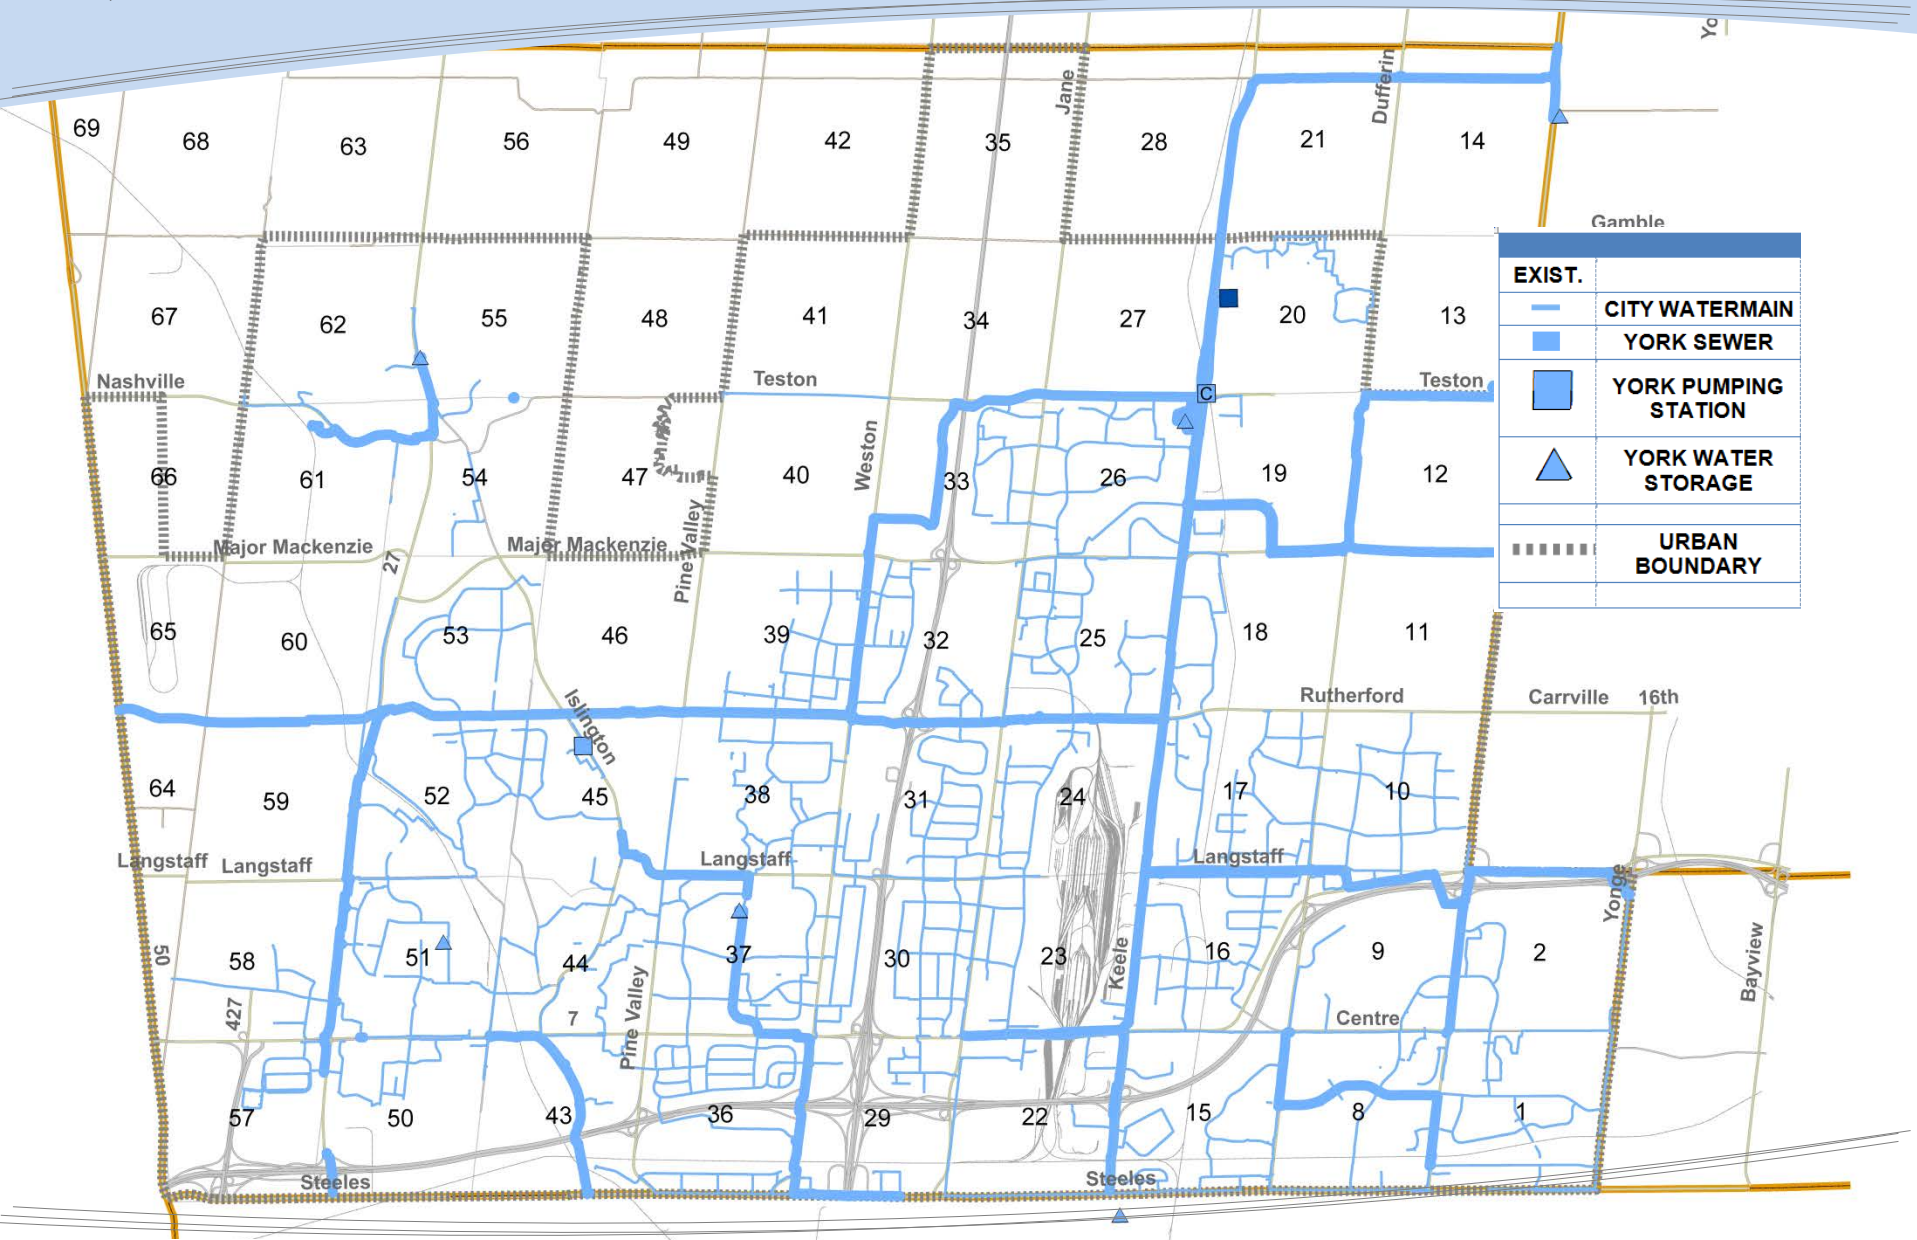 Yo
Jane
Dufferin
69
68
63
56
49
42
35
28
21
14
Gamble
67
62
55
48
41
34
27
20
13
EXIST.
CITY WATERMAIN
YORK SEWER
YORK PUMPING
STATION
YORK WATER
STORAGE
URBAN
BOUNDARY
Nashville
Teston
Teston
C
Weston
66
61
54
47
40
33
26
19
12
Major Mackenzie
27
Major Mackenzie
Pine Valley
65
60
53
46
39
32
25
18
11
Islington
Rutherford
Carrville
16th
64
59
52
45
38
31
24
17
10
Langstaff
Langstaff
Langstaff
Langstaff
Yonge
50
58
51
44
37
30
23
Keele
16
9
2
Bayview
427
7
Pine Valley
Centre
57
50
43
36
29
22
15
8
1
Steeles
Steeles